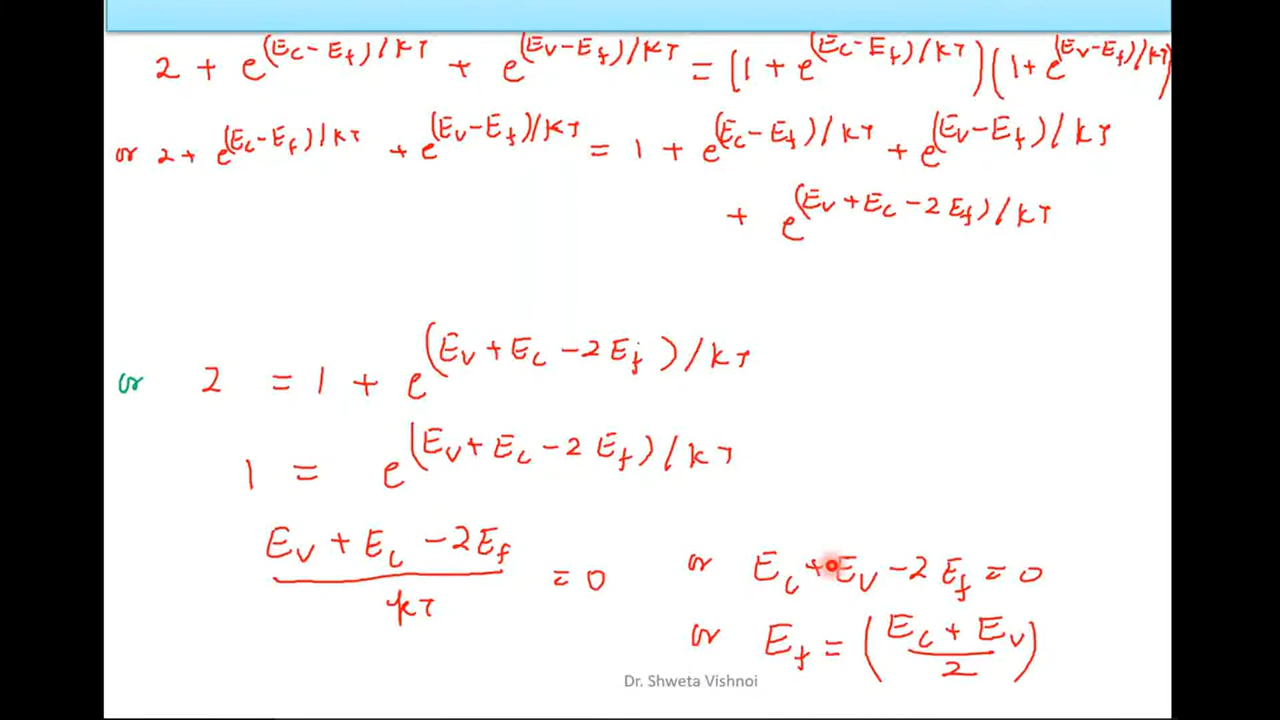 2 + e^(Ec − Ef)/kT + e^(Ev − Ef)/kT = (1 + e^(Ec − Ef)/kT)(1 + e^(Ev − Ef)/kT)
or 2 + e^(Ec − Ef)/kT + e^(Ev − Ef)/kT = 1 + e^(Ec − Ef)/kT + e^(Ev − Ef)/kT
+ e^(Ev + Ec − 2Ef)/kT
or 2 = 1 + e^(Ev + Ec − 2Ef)/kT
1 = e^(Ev + Ec − 2Ef)/kT
(Ev + Ec − 2Ef)/kT = 0
or Ec + Ev − 2Ef = 0
or Ef = ((Ec + Ev)/2)
Dr. Shweta Vishnoi